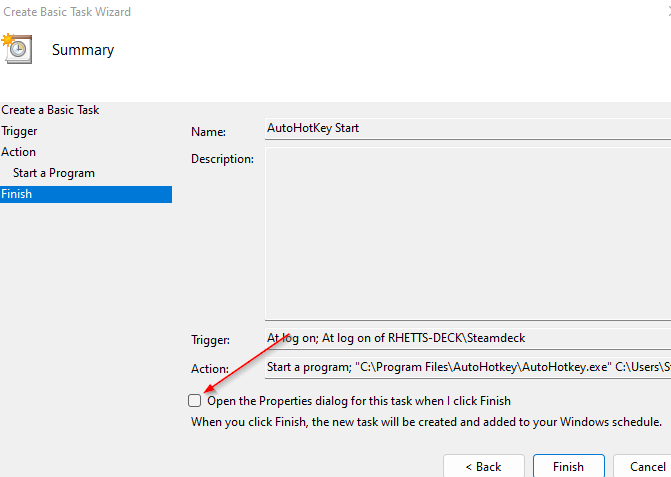 Create Basic Task Wizard
Summary
Create a Basic Task
Trigger
Action
Start a Program
Finish
Name:
AutoHotKey Start
Description:
Trigger:
At log on; At log on of RHETTS-DECK\Steamdeck
Action:
Start a program; "C:\Program Files\AutoHotkey\AutoHotkey.exe" C:\Users\St
Open the Properties dialog for this task when I click Finish
When you click Finish, the new task will be created and added to your Windows schedule.
< Back
Finish
Cancel